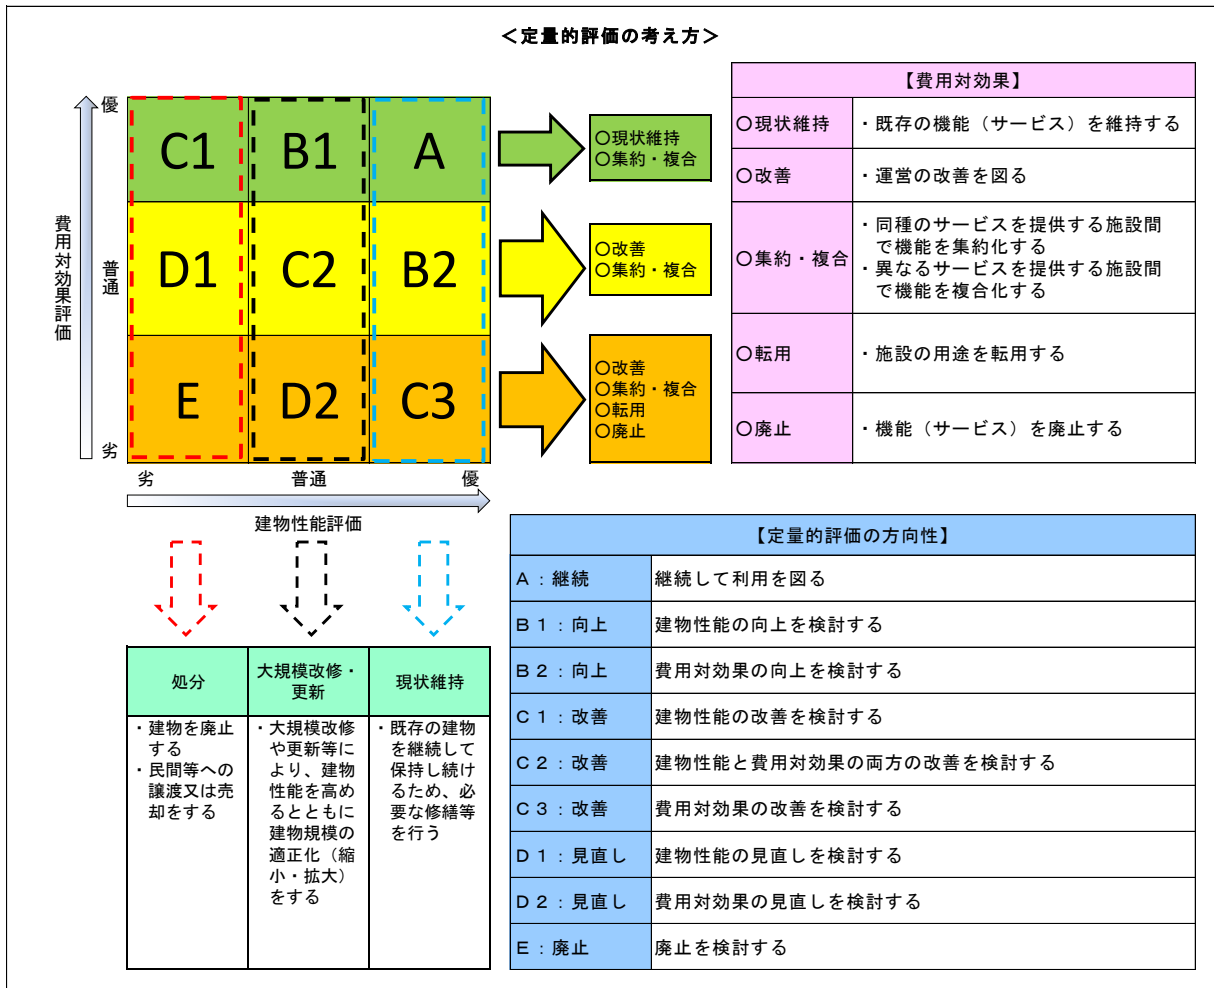 ＜定量的評価の考え方＞
優
費用対効果評価
普通
劣
C1
B1
A
D1
C2
B2
E
D2
C3
劣
普通
優
建物性能評価
○現状維持
○集約・複合
○改善
○集約・複合
○改善
○集約・複合
○転用
○廃止
【費用対効果】
○現状維持
・既存の機能（サービス）を維持する
○改善
・運営の改善を図る
○集約・複合
・同種のサービスを提供する施設間
で機能を集約化する
・異なるサービスを提供する施設間
で機能を複合化する
○転用
・施設の用途を転用する
○廃止
・機能（サービス）を廃止する
処分
・建物を廃止
する
・民間等への
譲渡又は売
却をする
大規模改修・
更新
・大規模改修
や更新等に
より、建物
性能を高め
るとともに
建物規模の
適正化（縮
小・拡大）
をする
現状維持
・既存の建物
を継続して
保持し続け
るため、必
要な修繕等
を行う
【定量的評価の方向性】
Ａ：継続
継続して利用を図る
Ｂ１：向上
建物性能の向上を検討する
Ｂ２：向上
費用対効果の向上を検討する
Ｃ１：改善
建物性能の改善を検討する
Ｃ２：改善
建物性能と費用対効果の両方の改善を検討する
Ｃ３：改善
費用対効果の改善を検討する
Ｄ１：見直し
建物性能の見直しを検討する
Ｄ２：見直し
費用対効果の見直しを検討する
Ｅ：廃止
廃止を検討する